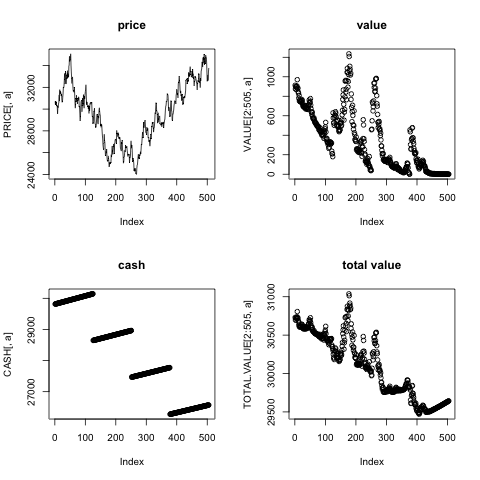 price
PRICE[, a]
24000 28000 32000
0 100 200 300 400 500
Index
value
VALUE[2:505, a]
0 200 600 1000
0 100 200 300 400 500
Index
cash
CASH[, a]
27000 29000
0 100 200 300 400 500
Index
total value
TOTAL.VALUE[2:505, a]
29500 30000 30500 31000
0 100 200 300 400 500
Index